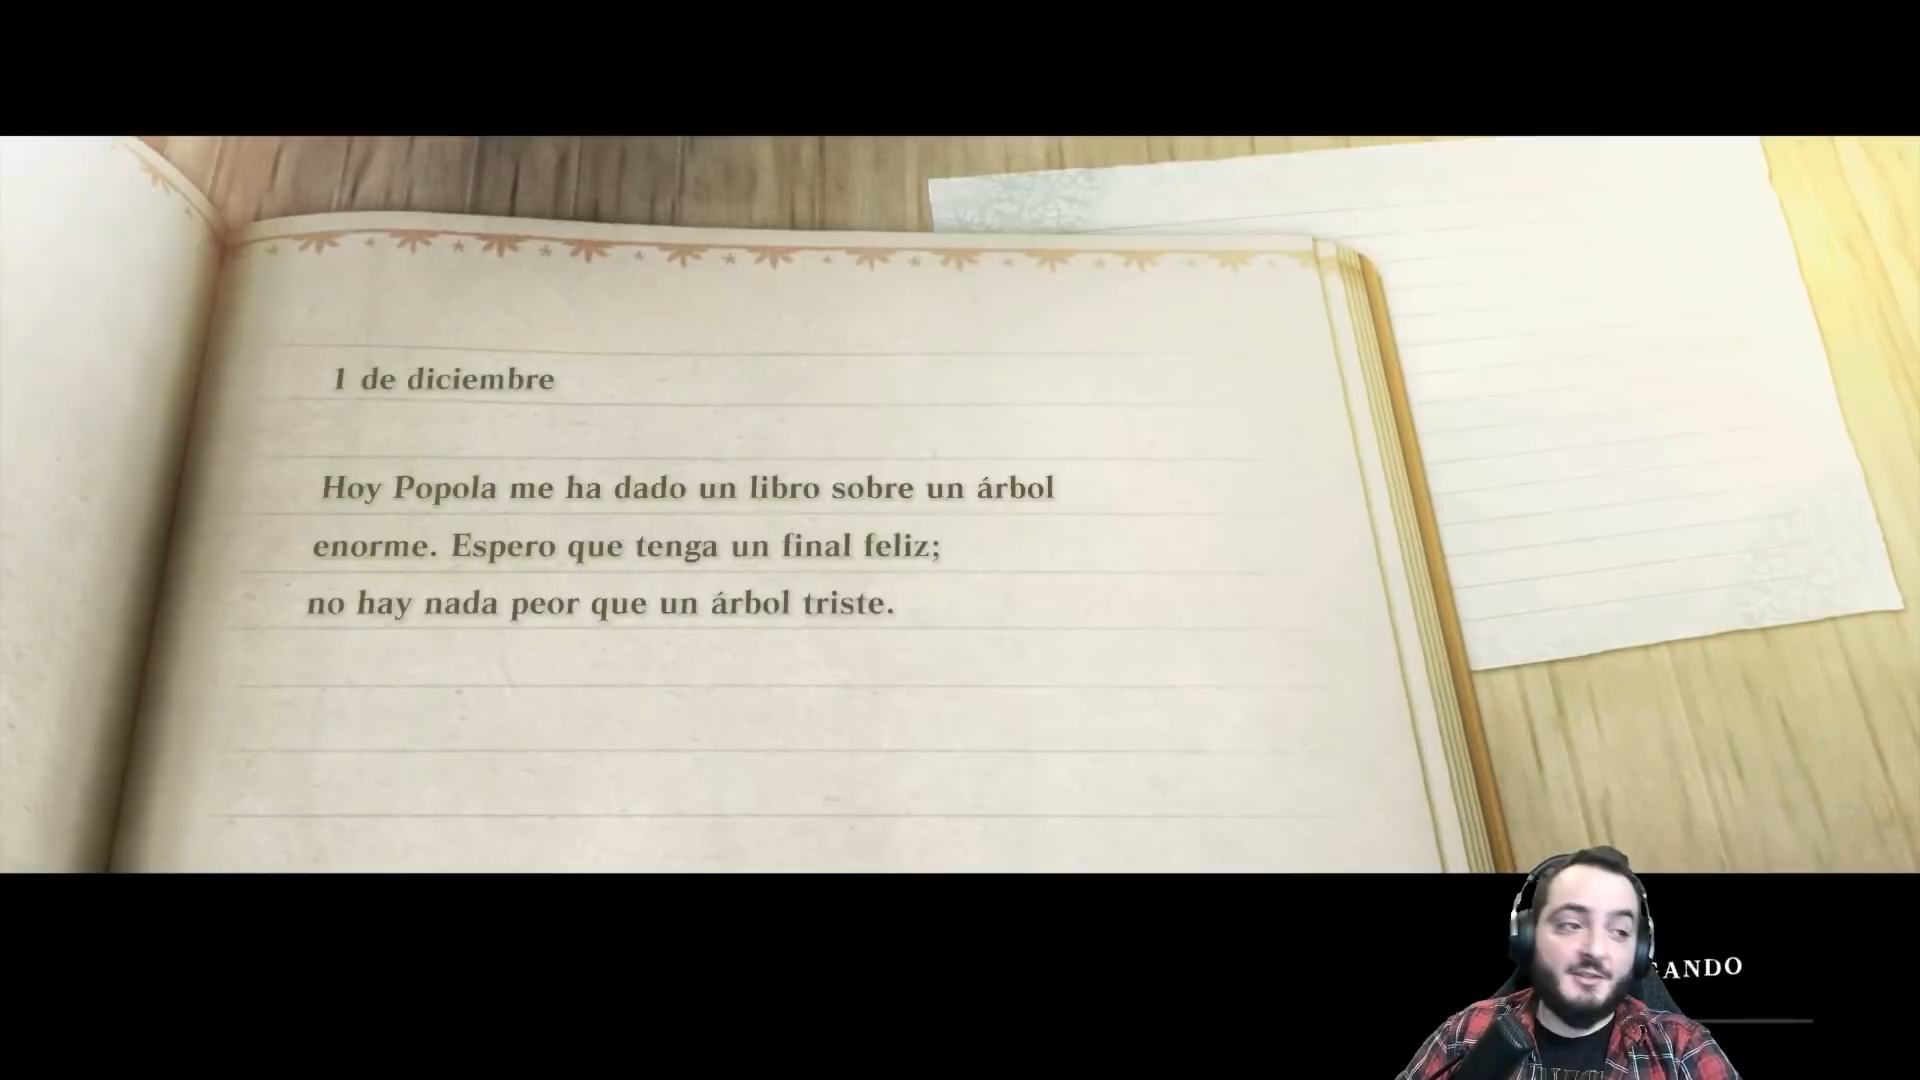 1 de diciembre
Hoy Popola me ha dado un libro sobre un árbol
enorme. Espero que tenga un final feliz;
no hay nada peor que un árbol triste.